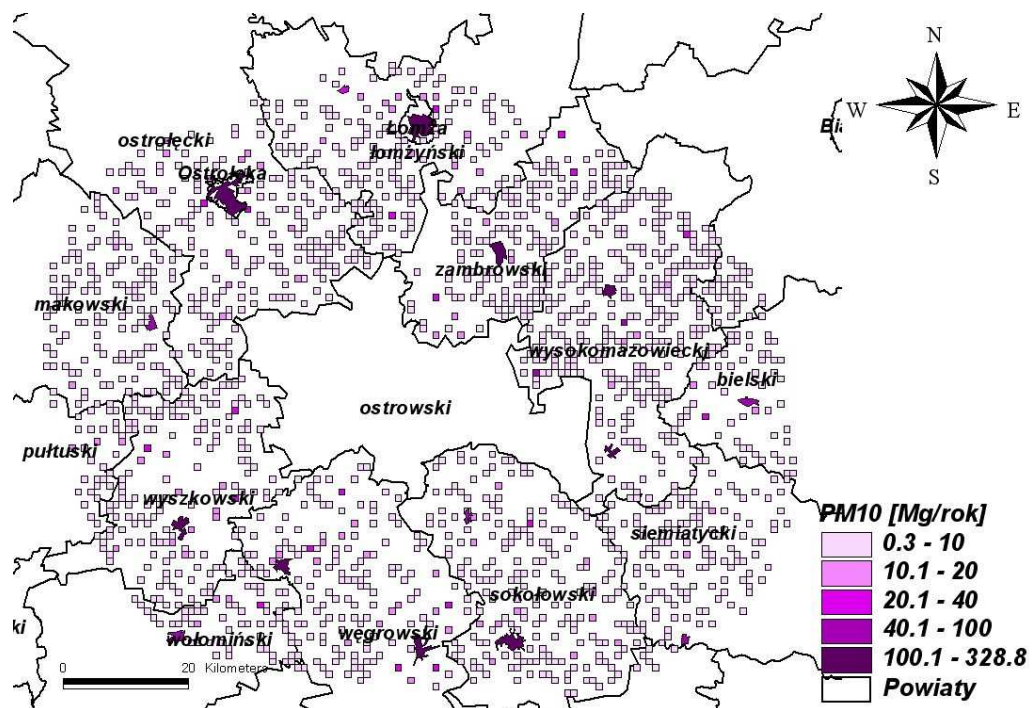 N
W
E
S
Bia
ostrołęcki
Łomża
łomżyński
Ostrołęka
zambrowski
makowski
wysokomazowiecki
bielski
ostrowski
pułtuski
wyszkowski
siemiatycki
sokołowski
ki
wołomiński
węgrowski
0 20 Kilometers
PM10 [Mg/rok]
0.3 - 10
10.1 - 20
20.1 - 40
40.1 - 100
100.1 - 328.8
Powiaty